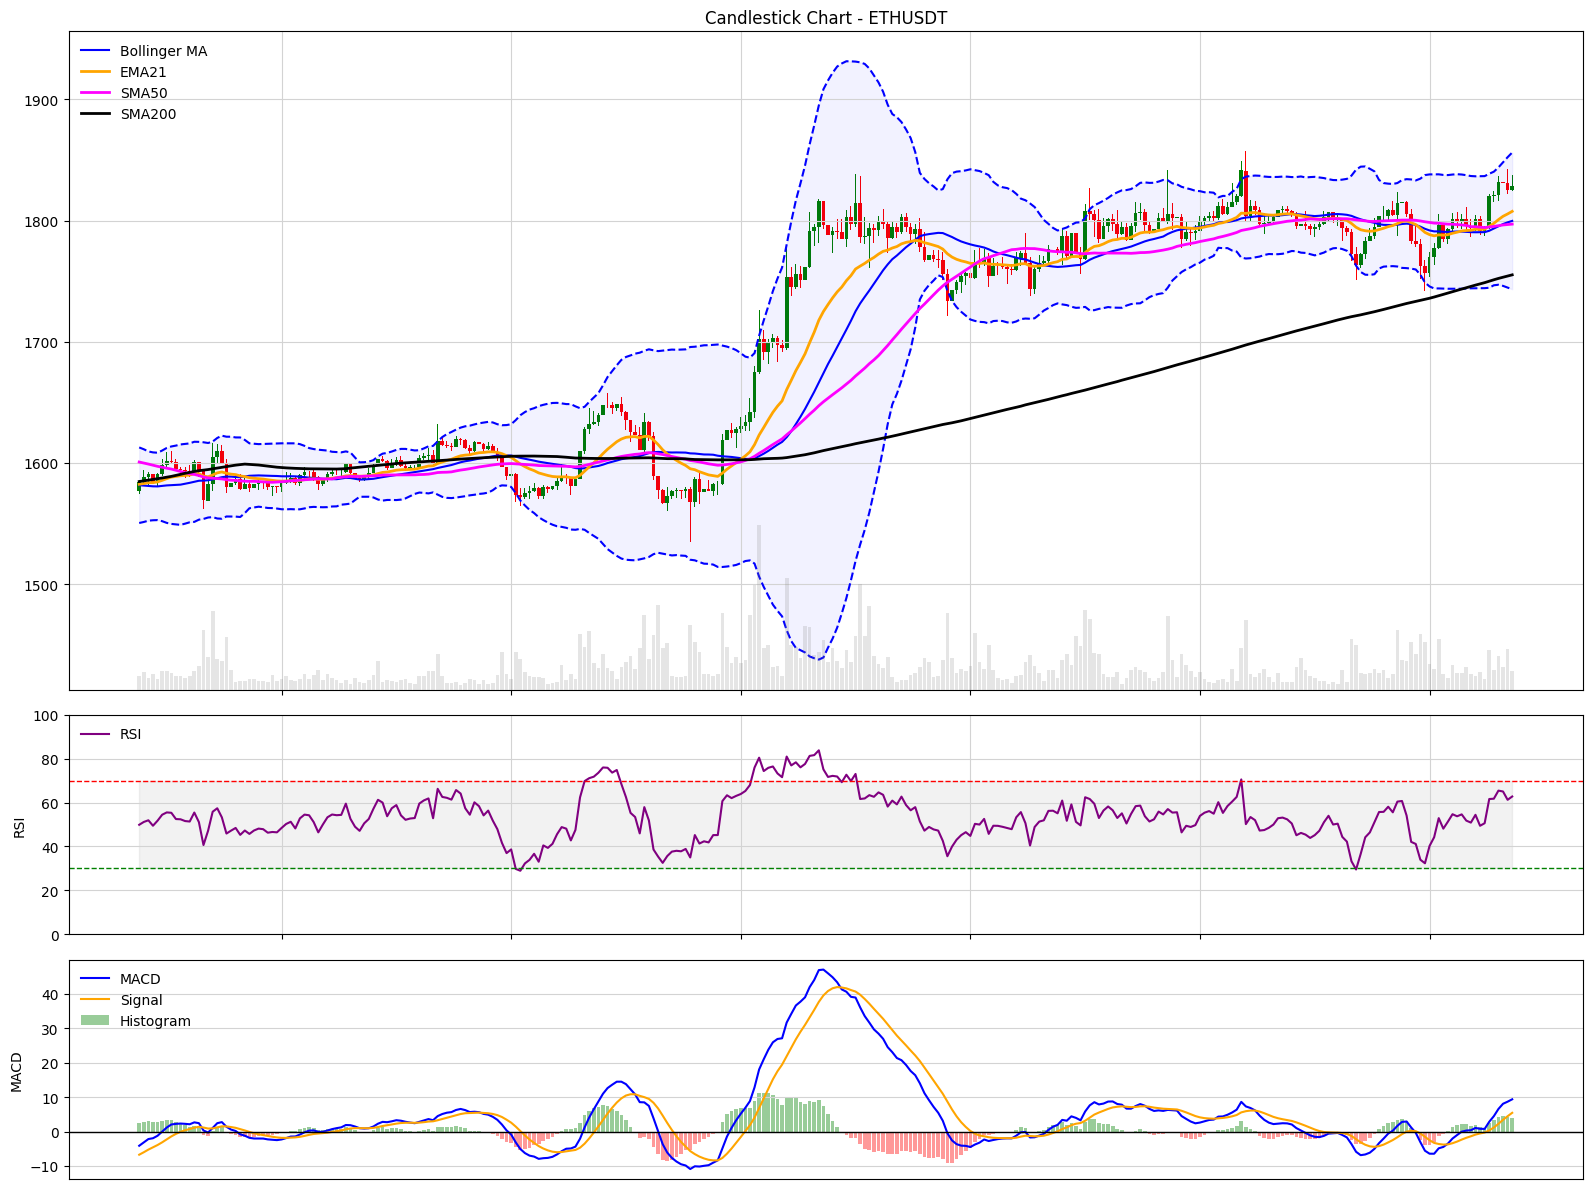 Candlestick Chart - ETHUSDT
Bollinger MA
EMA21
SMA50
SMA200
1900
1800
1700
1600
1500
100
80
60
40
20
0
RSI
RSI
40
30
20
10
0
−10
MACD
MACD
Signal
Histogram